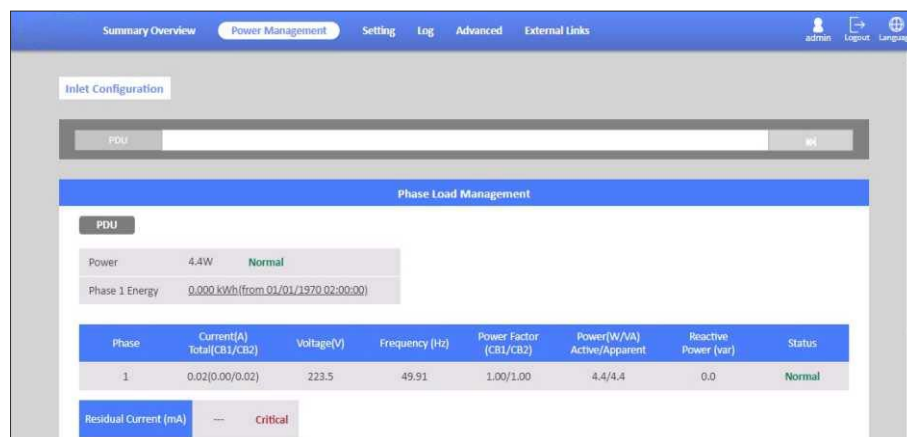 Summary Overview Power Management Setting Log Advanced External Links admin Logout Languag
Inlet Configuration
PDU
Phase Load Management
PDU
Power 4.4W Normal
Phase 1 Energy 0.000 kWh(from 01/01/1970 02:00:00)
Phase Current(A) Total(CB1/CB2) Voltage(V) Frequency (Hz) Power Factor (CB1/CB2) Power(W/VA) Active/Apparent Reactive Power (var) Status
1 0.02(0.00/0.02) 223.5 49.91 1.00/1.00 4.4/4.4 0.0 Normal
Residual Current (mA) --- Critical